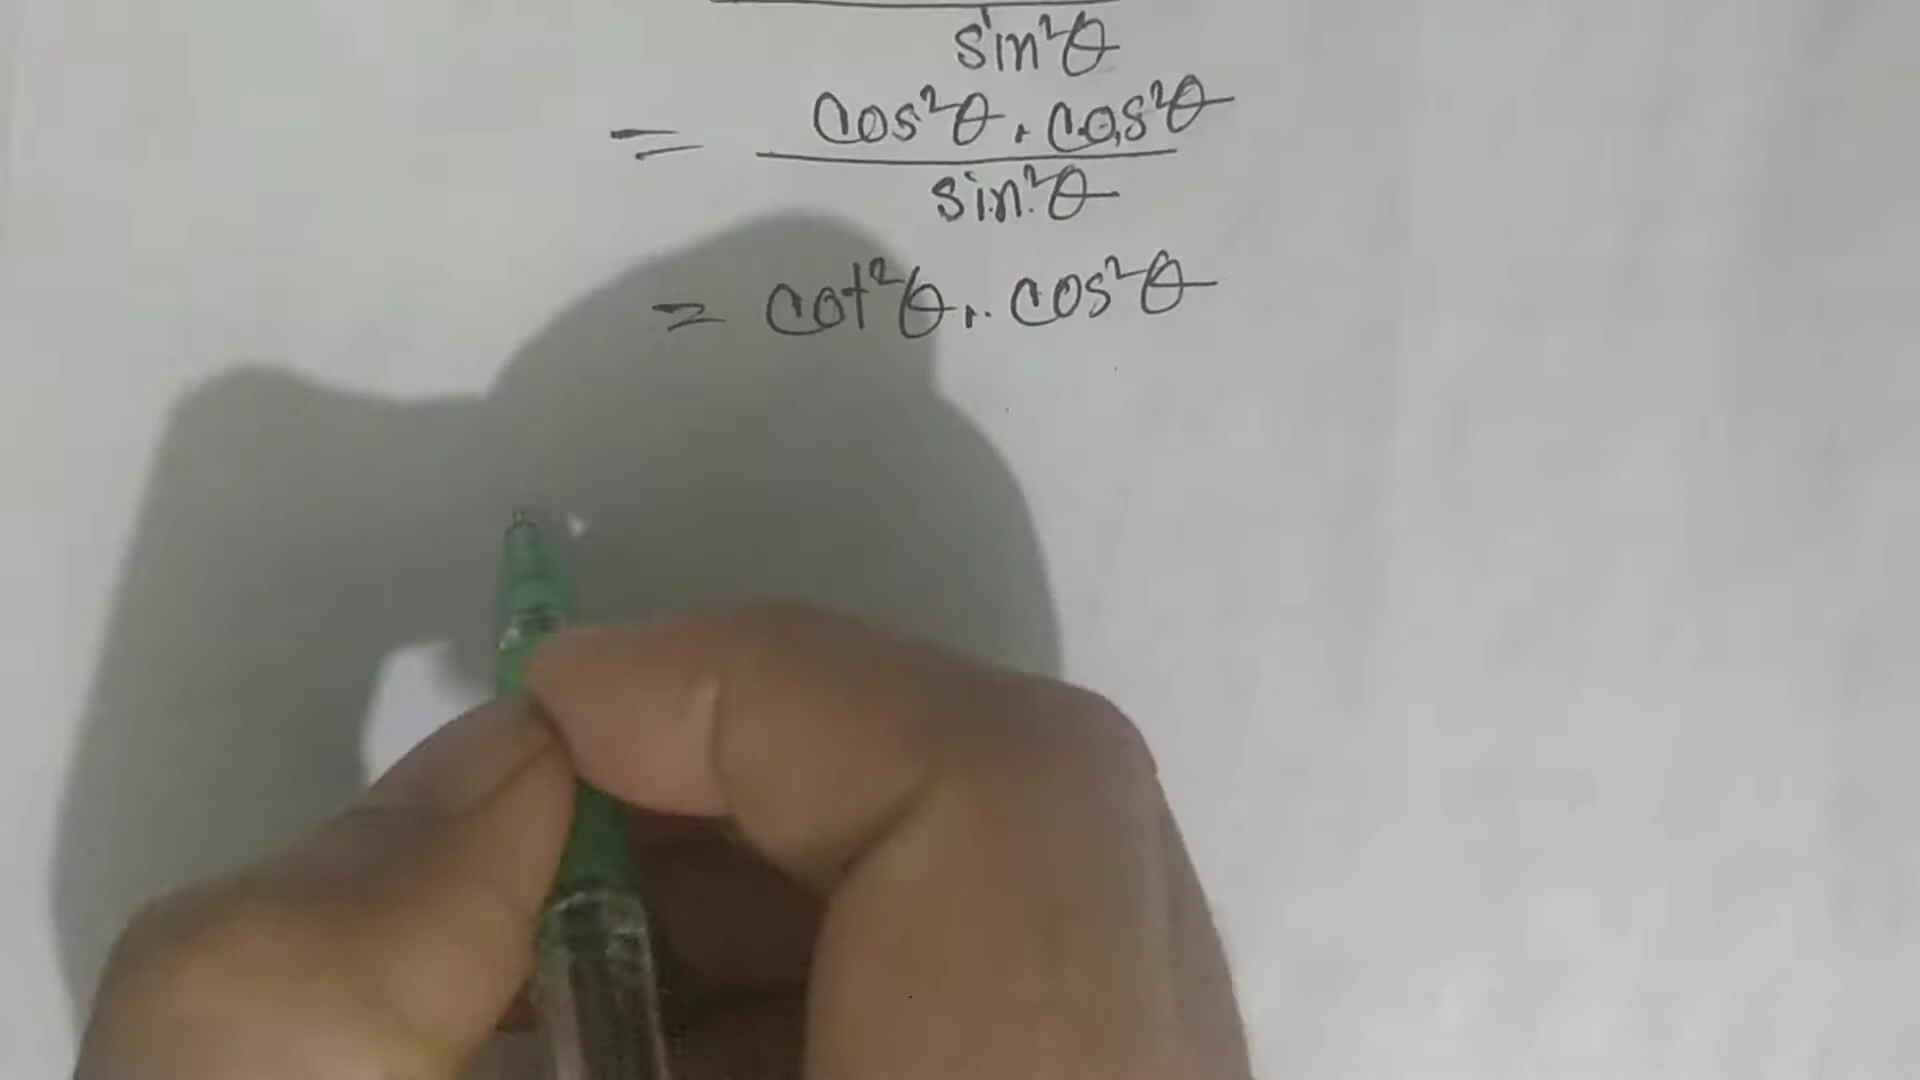 sin²θ
= cos²θ . cos²θ
sin²θ
= cot²θ . cos²θ